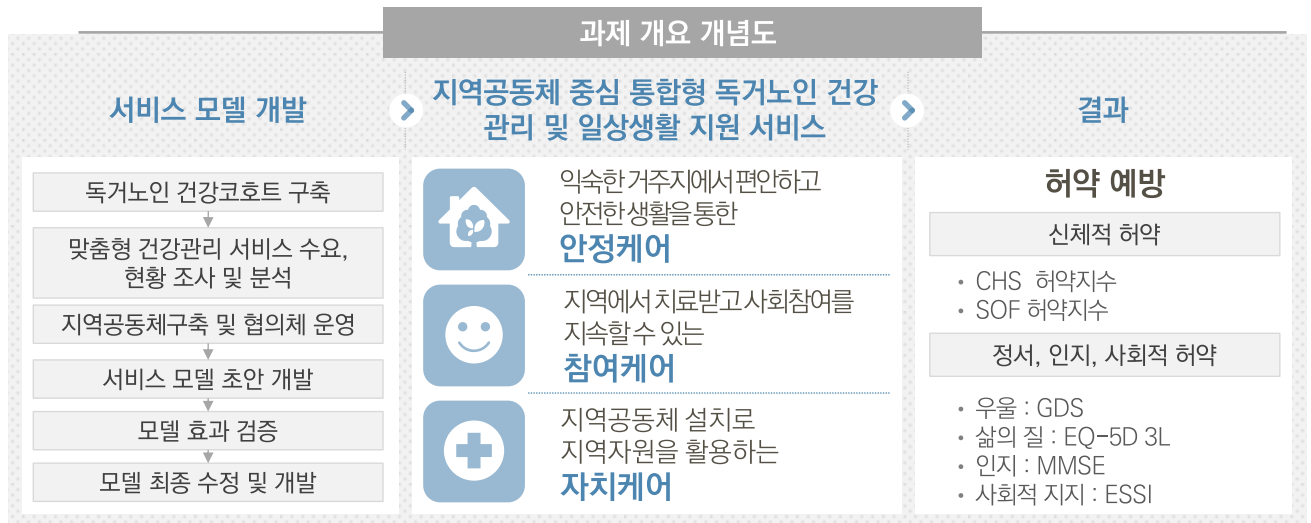 과제 개요 개념도
서비스 모델 개발
독거노인 건강코호트 구축
맞춤형 건강관리 서비스 수요,
현황 조사 및 분석
지역공동체구축 및 협의체 운영
서비스 모델 초안 개발
모델 효과 검증
모델 최종 수정 및 개발
지역공동체 중심 통합형 독거노인 건강
관리 및 일상생활 지원 서비스
익숙한 거주지에서 편안하고
안전한 생활을 통한
안정케어
지역에서 치료받고 사회참여를
지속할 수 있는
참여케어
지역공동체 설치로
지역자원을 활용하는
자치케어
결과
허약 예방
신체적 허약
• CHS 허약지수
• SOF 허약지수
정서, 인지, 사회적 허약
• 우울 : GDS
• 삶의 질 : EQ-5D 3L
• 인지 : MMSE
• 사회적 지지 : ESSI